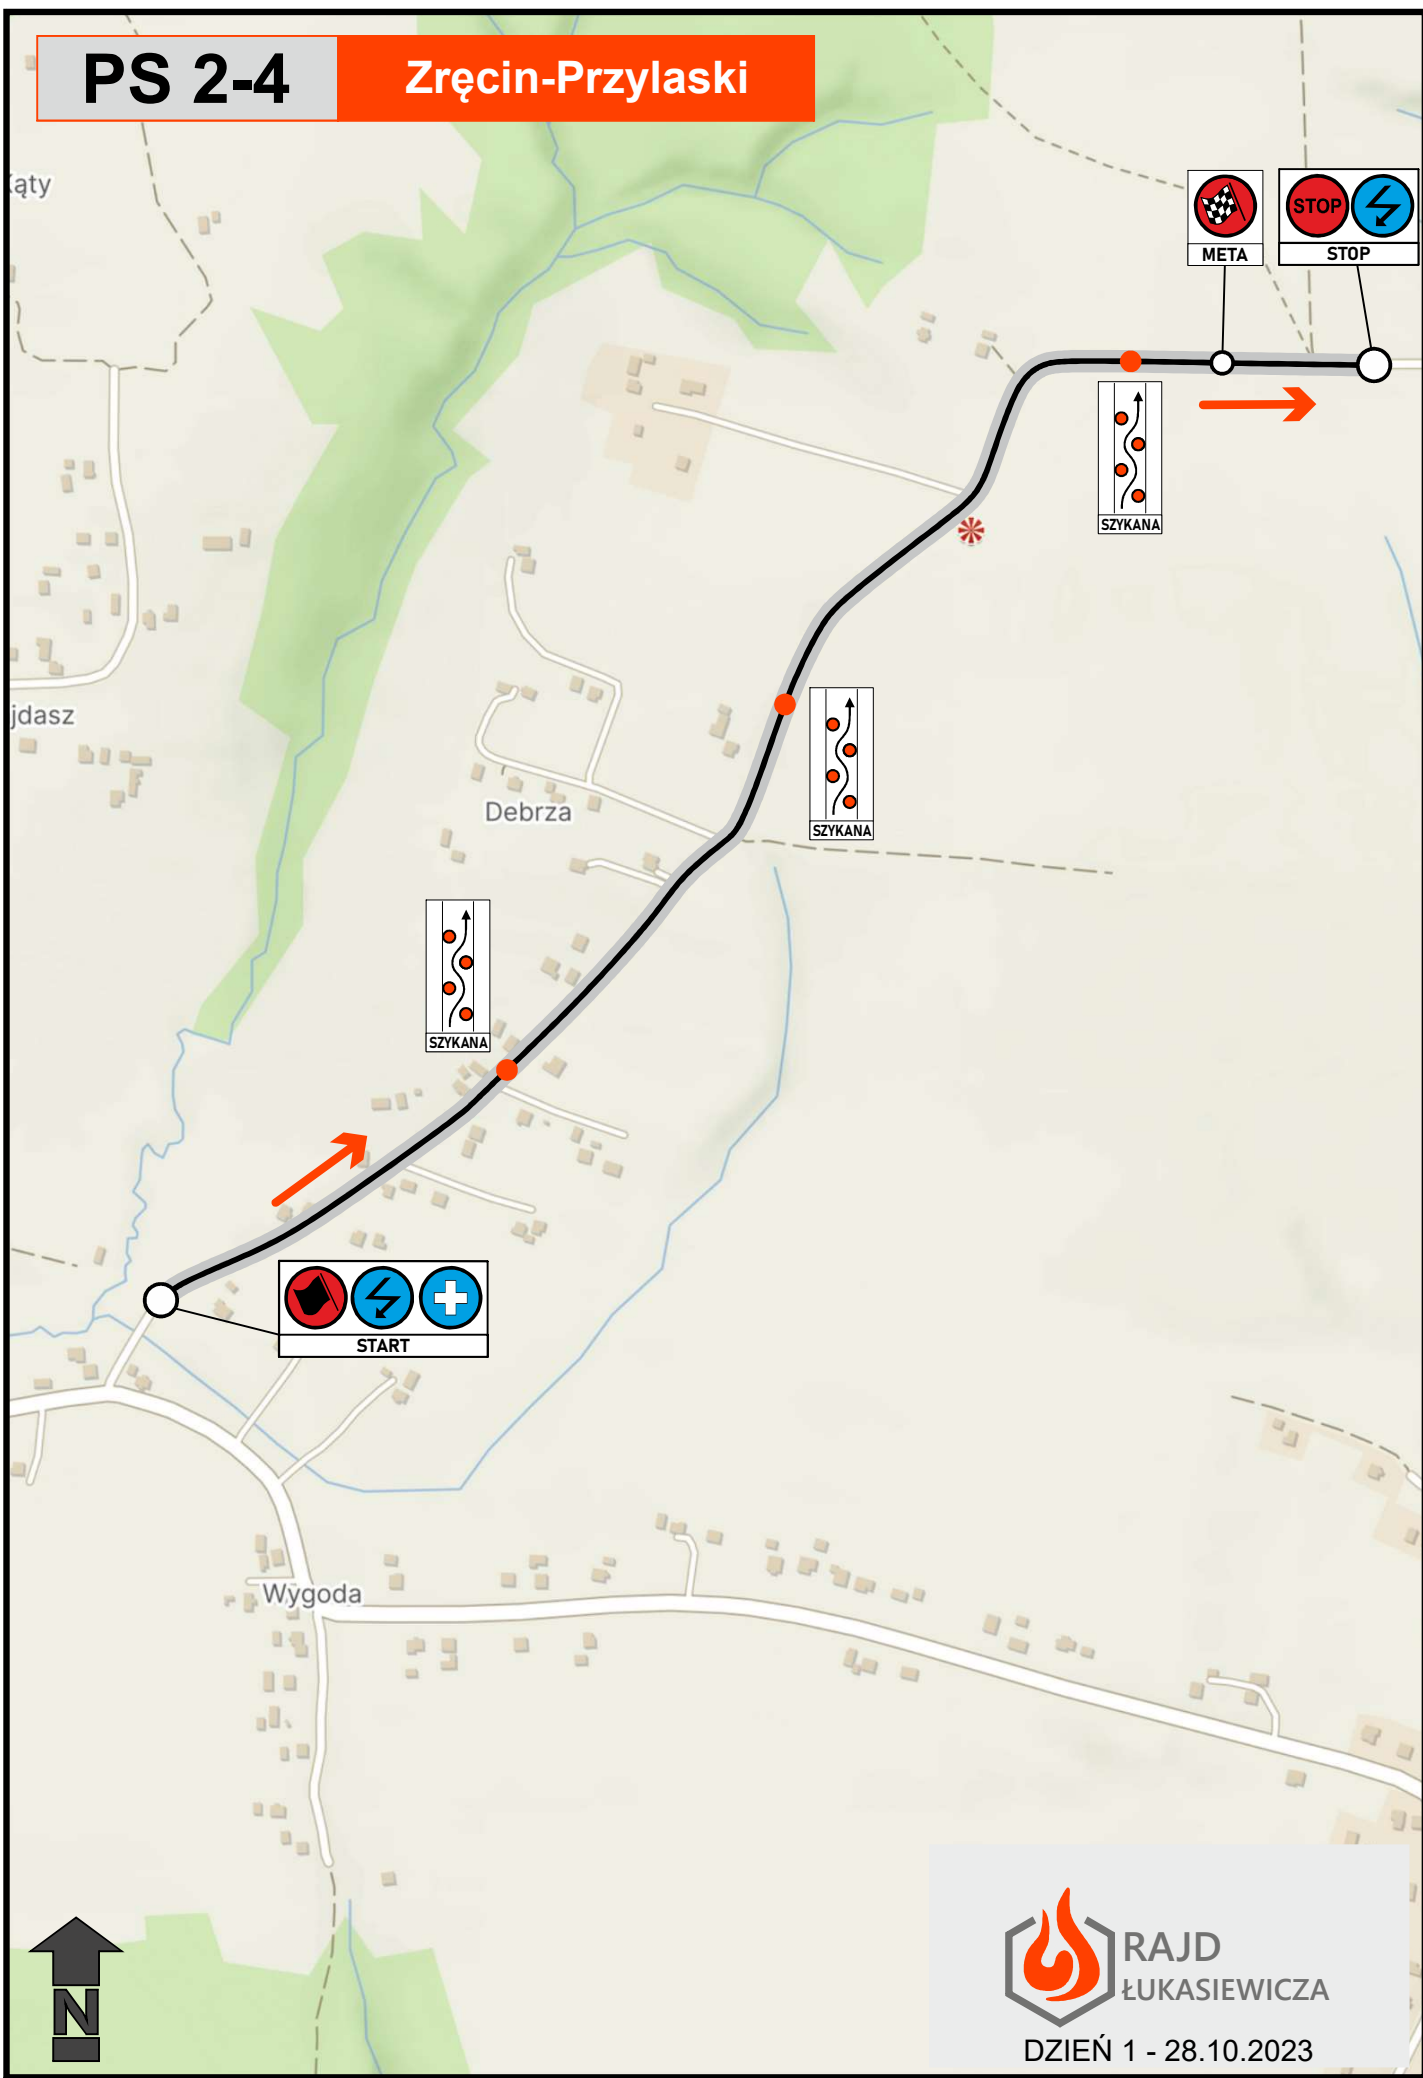 PS 2-4
Zręcin-Przylaski
Kąty
META
STOP
STOP
SZYKANA
jdasz
SZYKANA
Debrza
SZYKANA
START
Wygoda
N
RAJD
ŁUKASIEWICZA
DZIEŃ 1 - 28.10.2023